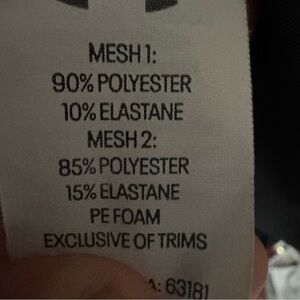 MESH 1:
90% POLYESTER
10% ELASTANE
MESH 2:
85% POLYESTER
15% ELASTANE
PE FOAM
EXCLUSIVE OF TRIMS
A: 63181